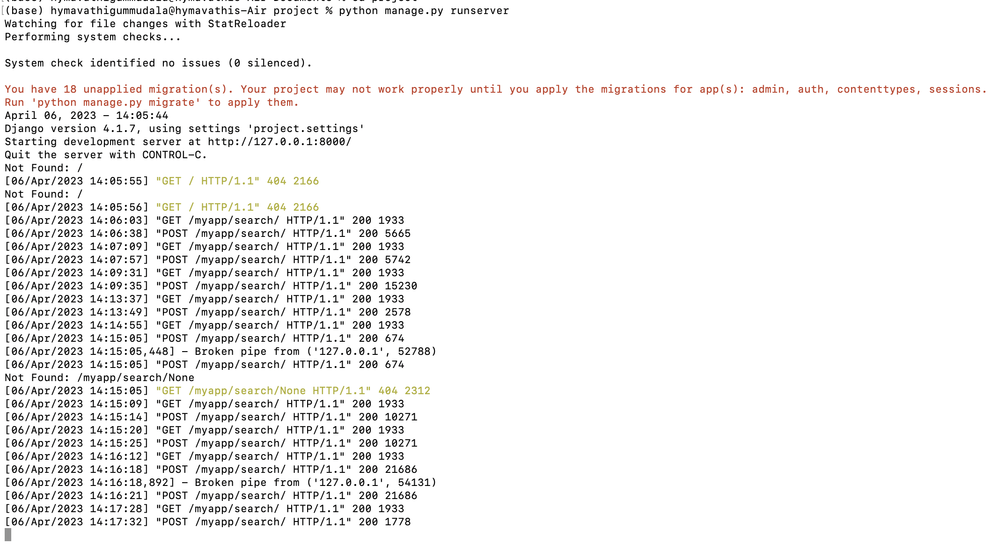 (base) hymavathigummudala@hymavathis-Air Documents % cd project
[(base) hymavathigummudala@hymavathis-Air project % python manage.py runserver
Watching for file changes with StatReloader
Performing system checks...
System check identified no issues (0 silenced).
You have 18 unapplied migration(s). Your project may not work properly until you apply the migrations for app(s): admin, auth, contenttypes, sessions.
Run 'python manage.py migrate' to apply them.
April 06, 2023 - 14:05:44
Django version 4.1.7, using settings 'project.settings'
Starting development server at http://127.0.0.1:8000/
Quit the server with CONTROL-C.
Not Found: /
[06/Apr/2023 14:05:55] "GET / HTTP/1.1" 404 2166
Not Found: /
[06/Apr/2023 14:05:56] "GET / HTTP/1.1" 404 2166
[06/Apr/2023 14:06:03] "GET /myapp/search/ HTTP/1.1" 200 1933
[06/Apr/2023 14:06:38] "POST /myapp/search/ HTTP/1.1" 200 5665
[06/Apr/2023 14:07:09] "GET /myapp/search/ HTTP/1.1" 200 1933
[06/Apr/2023 14:07:57] "POST /myapp/search/ HTTP/1.1" 200 5742
[06/Apr/2023 14:09:31] "GET /myapp/search/ HTTP/1.1" 200 1933
[06/Apr/2023 14:09:35] "POST /myapp/search/ HTTP/1.1" 200 15230
[06/Apr/2023 14:13:37] "GET /myapp/search/ HTTP/1.1" 200 1933
[06/Apr/2023 14:13:49] "POST /myapp/search/ HTTP/1.1" 200 2578
[06/Apr/2023 14:14:55] "GET /myapp/search/ HTTP/1.1" 200 1933
[06/Apr/2023 14:15:05] "POST /myapp/search/ HTTP/1.1" 200 674
[06/Apr/2023 14:15:05,448] - Broken pipe from ('127.0.0.1', 52788)
[06/Apr/2023 14:15:05] "POST /myapp/search/ HTTP/1.1" 200 674
Not Found: /myapp/search/None
[06/Apr/2023 14:15:05] "GET /myapp/search/None HTTP/1.1" 404 2312
[06/Apr/2023 14:15:09] "GET /myapp/search/ HTTP/1.1" 200 1933
[06/Apr/2023 14:15:14] "POST /myapp/search/ HTTP/1.1" 200 10271
[06/Apr/2023 14:15:20] "GET /myapp/search/ HTTP/1.1" 200 1933
[06/Apr/2023 14:15:25] "POST /myapp/search/ HTTP/1.1" 200 10271
[06/Apr/2023 14:16:12] "GET /myapp/search/ HTTP/1.1" 200 1933
[06/Apr/2023 14:16:18] "POST /myapp/search/ HTTP/1.1" 200 21686
[06/Apr/2023 14:16:18,892] - Broken pipe from ('127.0.0.1', 54131)
[06/Apr/2023 14:16:21] "POST /myapp/search/ HTTP/1.1" 200 21686
[06/Apr/2023 14:17:28] "GET /myapp/search/ HTTP/1.1" 200 1933
[06/Apr/2023 14:17:32] "POST /myapp/search/ HTTP/1.1" 200 1778